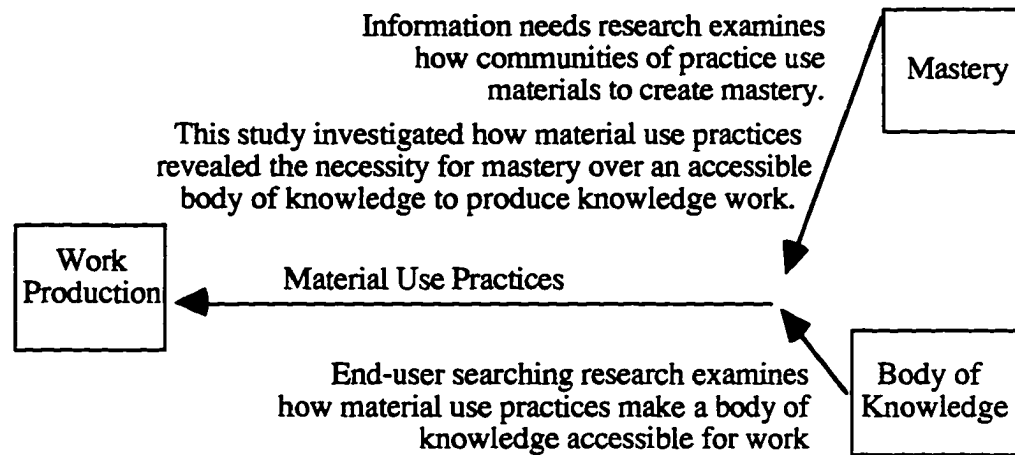 Information needs research examines
how communities of practice use
materials to create mastery.
Mastery
This study investigated how material use practices
revealed the necessity for mastery over an accessible
body of knowledge to produce knowledge work.
Work
Production
Material Use Practices
End-user searching research examines
how material use practices make a body of
knowledge accessible for work
Body of
Knowledge